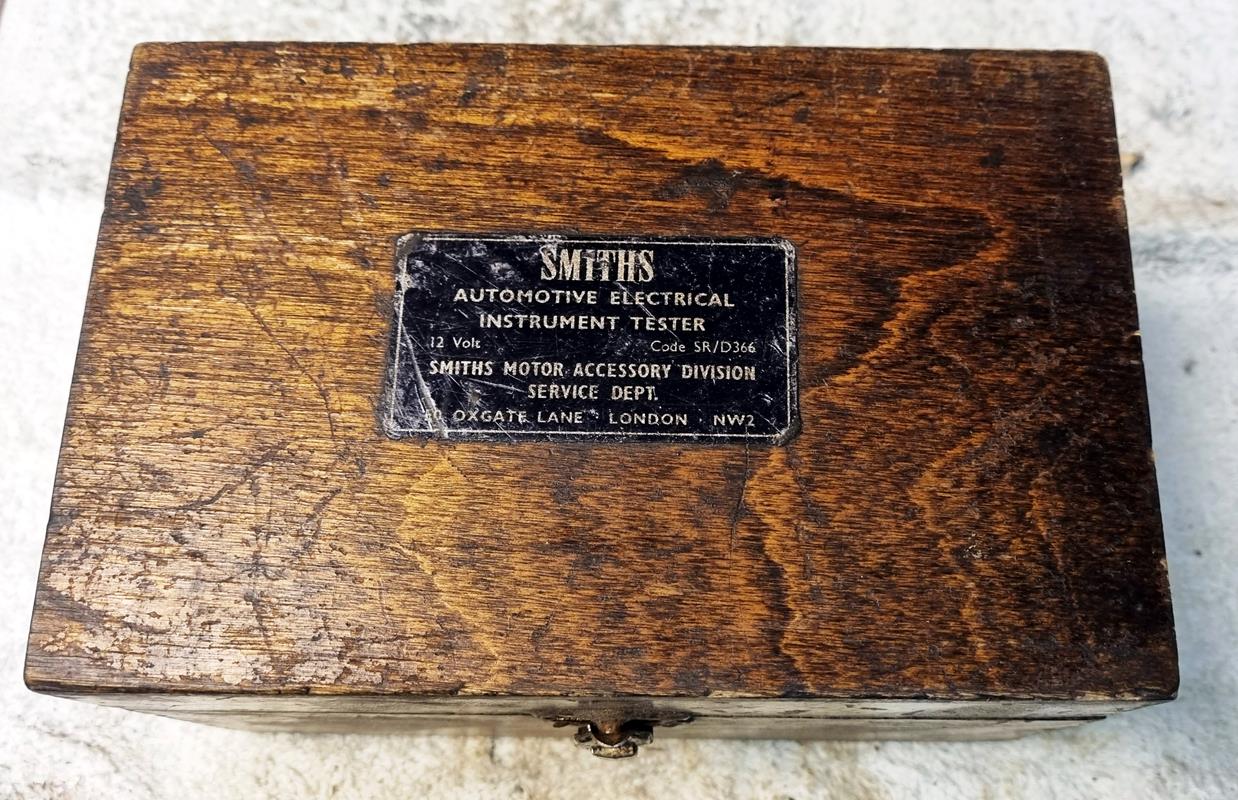 SMITHS
AUTOMOTIVE ELECTRICAL
INSTRUMENT TESTER
12 Volt Code SR/D366
SMITHS MOTOR ACCESSORY DIVISION
SERVICE DEPT.
OXGATE LANE · LONDON · NW2